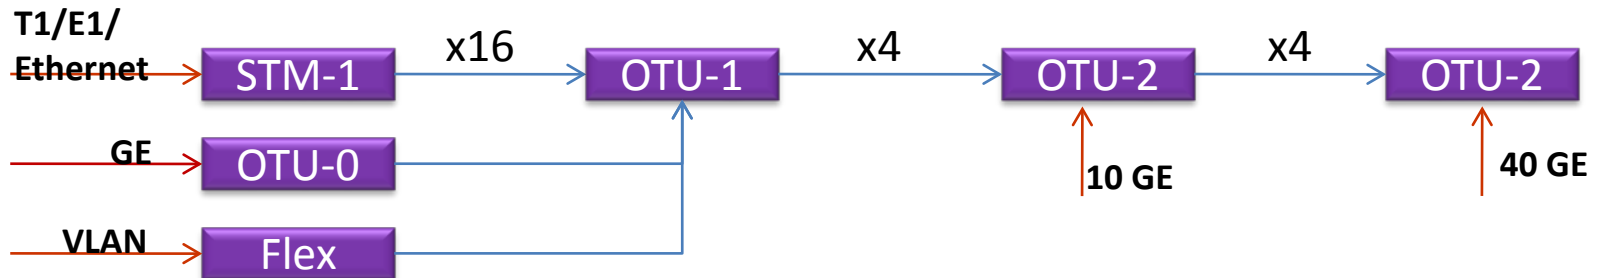 T1/E1/
Ethernet
STM-1
x16
OTU-1
x4
OTU-2
x4
OTU-2
GE
OTU-0
10 GE
40 GE
VLAN
Flex